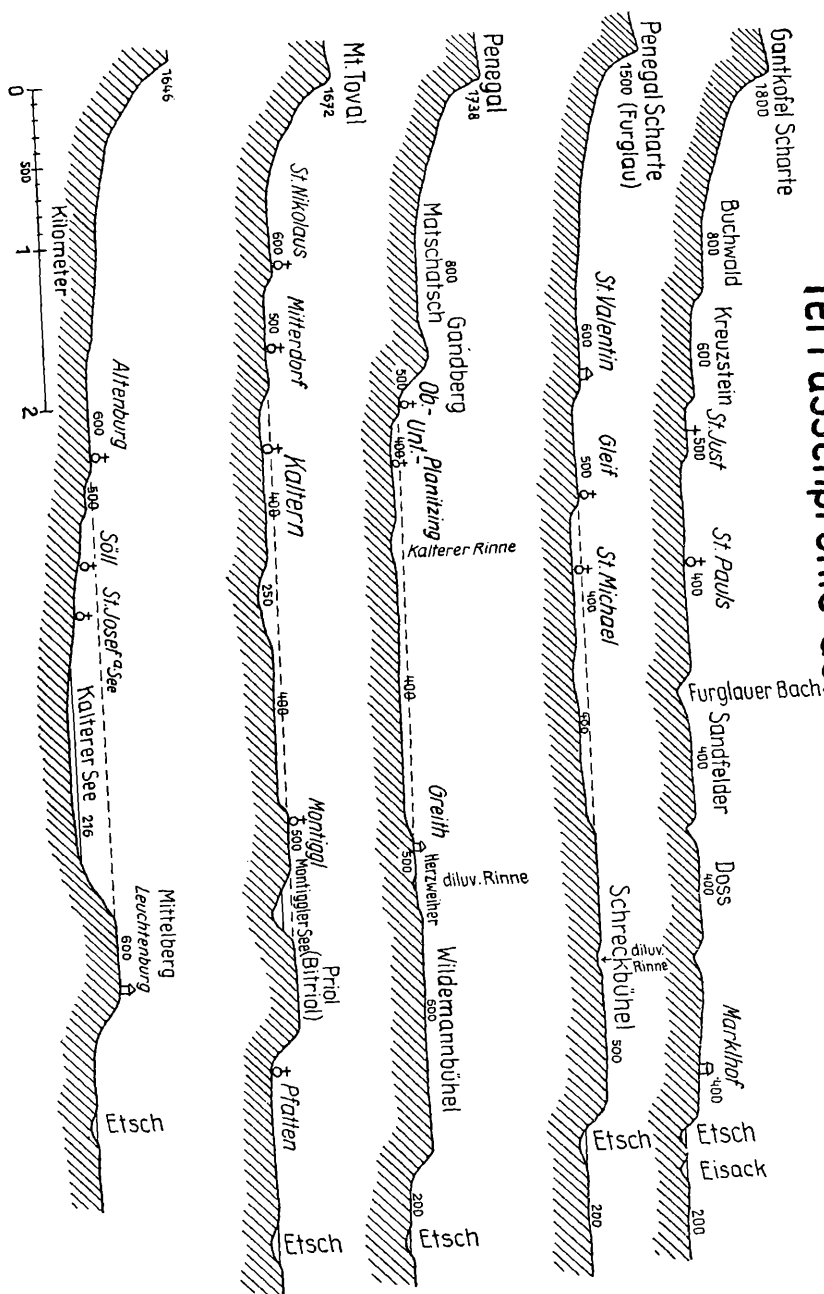 Terrassenprofile
Gantkofel Scharte
1800
Buchwald
800
Kreuzstein
600
St. Just
500
St. Pauls
400
Furglauer Bach
Sandfelder
400
Doss
400
Marklhof
400
Etsch
Eisack
200
Penegal Scharte
1500 (Furglau)
St. Valentin
600
Gleif
500
St. Michael
400
Schreckbühel
diluv.
Rinne
500
Etsch
200
Penegal
1738
Matschatsch
800
Gandberg
500
Ob.-
Unt.-
400
Planitzing
Kalterer Rinne
400
Greith
500
Herzweiher
diluv. Rinne
Wildemannbühel
600
200
Etsch
Mt. Toval
1672
St. Nikolaus
600
Mitterdorf
500
Kaltern
400
250
400
Montiggl
500
Montiggler See
Priol
(Bitriol)
Pfatten
Etsch
1646
Altenburg
600
500
Söll
St. Josef a. See
Kalterer See
216
Mittelberg
Leuchtenburg
600
Etsch
0
500
1
2
Kilometer